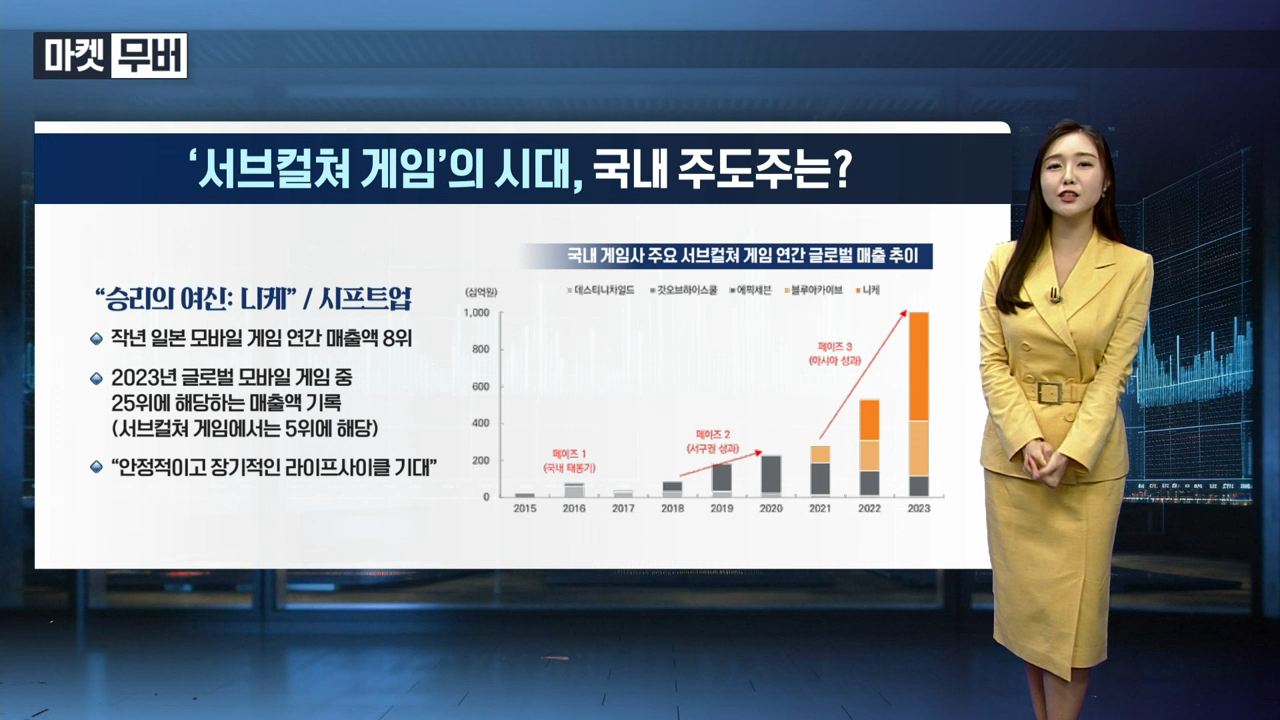 마켓 무버
‘서브컬쳐 게임’의 시대, 국내 주도주는?
“승리의 여신: 니케” / 시프트업
작년 일본 모바일 게임 연간 매출액 8위
2023년 글로벌 모바일 게임 중
25위에 해당하는 매출액 기록
(서브컬쳐 게임에서는 5위에 해당)
“안정적이고 장기적인 라이프사이클 기대”
국내 게임사 주요 서브컬쳐 게임 연간 글로벌 매출 추이
(십억원)
데스티니차일드 갓오브하이스쿨 에픽세븐 블루아카이브 니케
1,000
800
600
400
200
0
페이즈 1
(국내 태동기)
페이즈 2
(서구권 성과)
페이즈 3
(아시아 성과)
2015 2016 2017 2018 2019 2020 2021 2022 2023